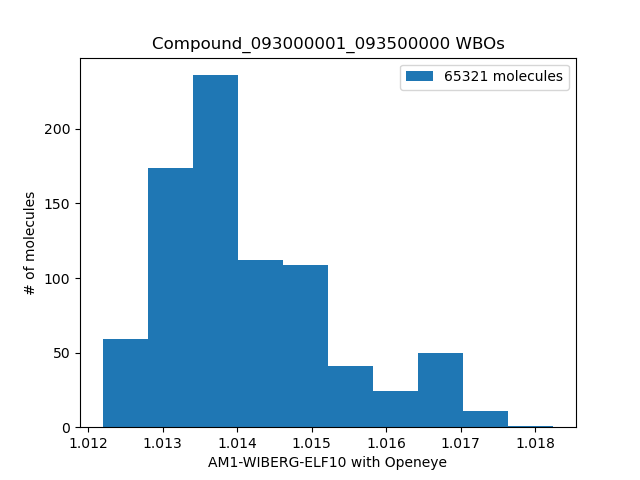 Compound_093000001_093500000 WBOs
65321 molecules
200
150
100
50
0
# of molecules
1.012 1.013 1.014 1.015 1.016 1.017 1.018
AM1-WIBERG-ELF10 with Openeye